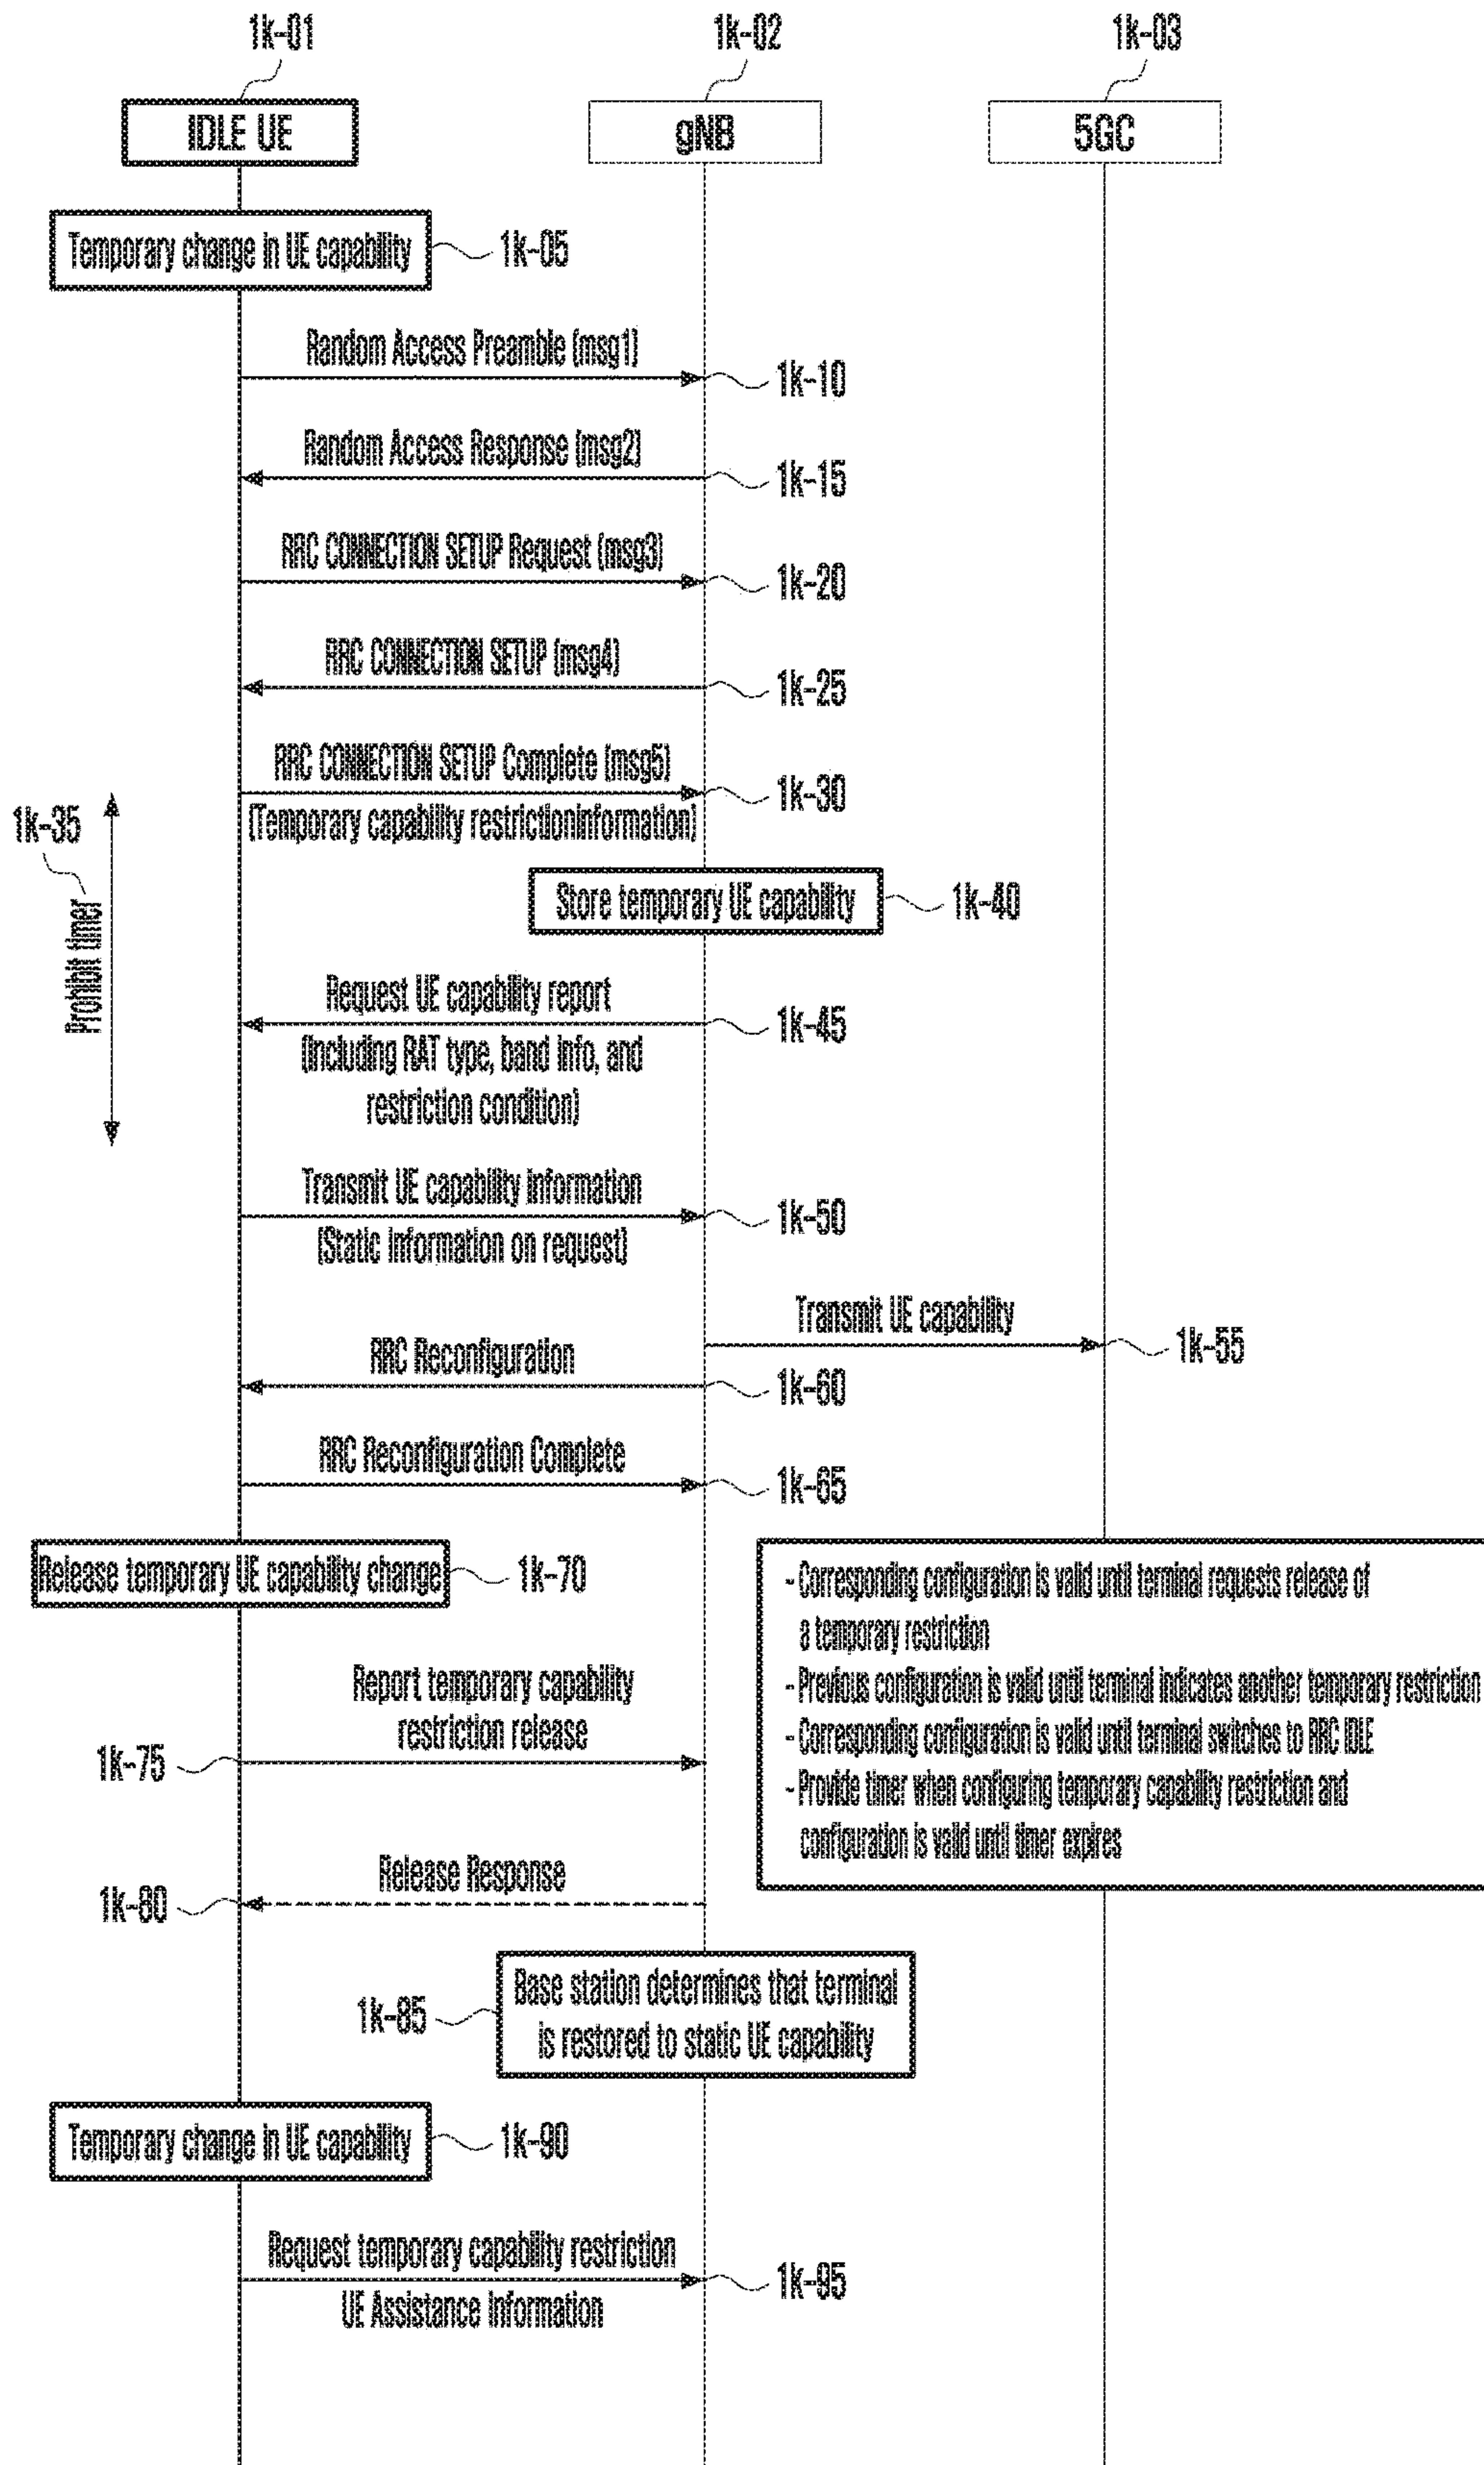 1k-01
1k-02
1k-03
IDLE UE
gNB
5GC
Temporary change in UE capability
1k-05
Random Access Preamble (msg1)
1k-10
Random Access Response (msg2)
1k-15
RRC CONNECTION SETUP Request (msg3)
1k-20
RRC CONNECTION SETUP (msg4)
1k-25
RRC CONNECTION SETUP Complete (msg5)
1k-30
(Temporary capability restrictioninformation)
1k-35
Prohibit timer
Store temporary UE capability
1k-40
Request UE capability report
1k-45
(Including RAT type, band info, and
restriction condition)
Transmit UE capability information
1k-50
(Static information on request)
Transmit UE capability
1k-55
RRC Reconfiguration
1k-60
RRC Reconfiguration Complete
1k-65
Release temporary UE capability change
1k-70
- Corresponding configuration is valid until terminal requests release of
a temporary restriction
- Previous configuration is valid until terminal indicates another temporary restriction
- Corresponding configuration is valid until terminal switches to RRC IDLE
- Provide timer when configuring temporary capability restriction and
configuration is valid until timer expires
Report temporary capability
restriction release
1k-75
Release Response
1k-80
Base station determines that terminal
is restored to static UE capability
1k-85
Temporary change in UE capability
1k-90
Request temporary capability restriction
1k-95
UE Assistance Information